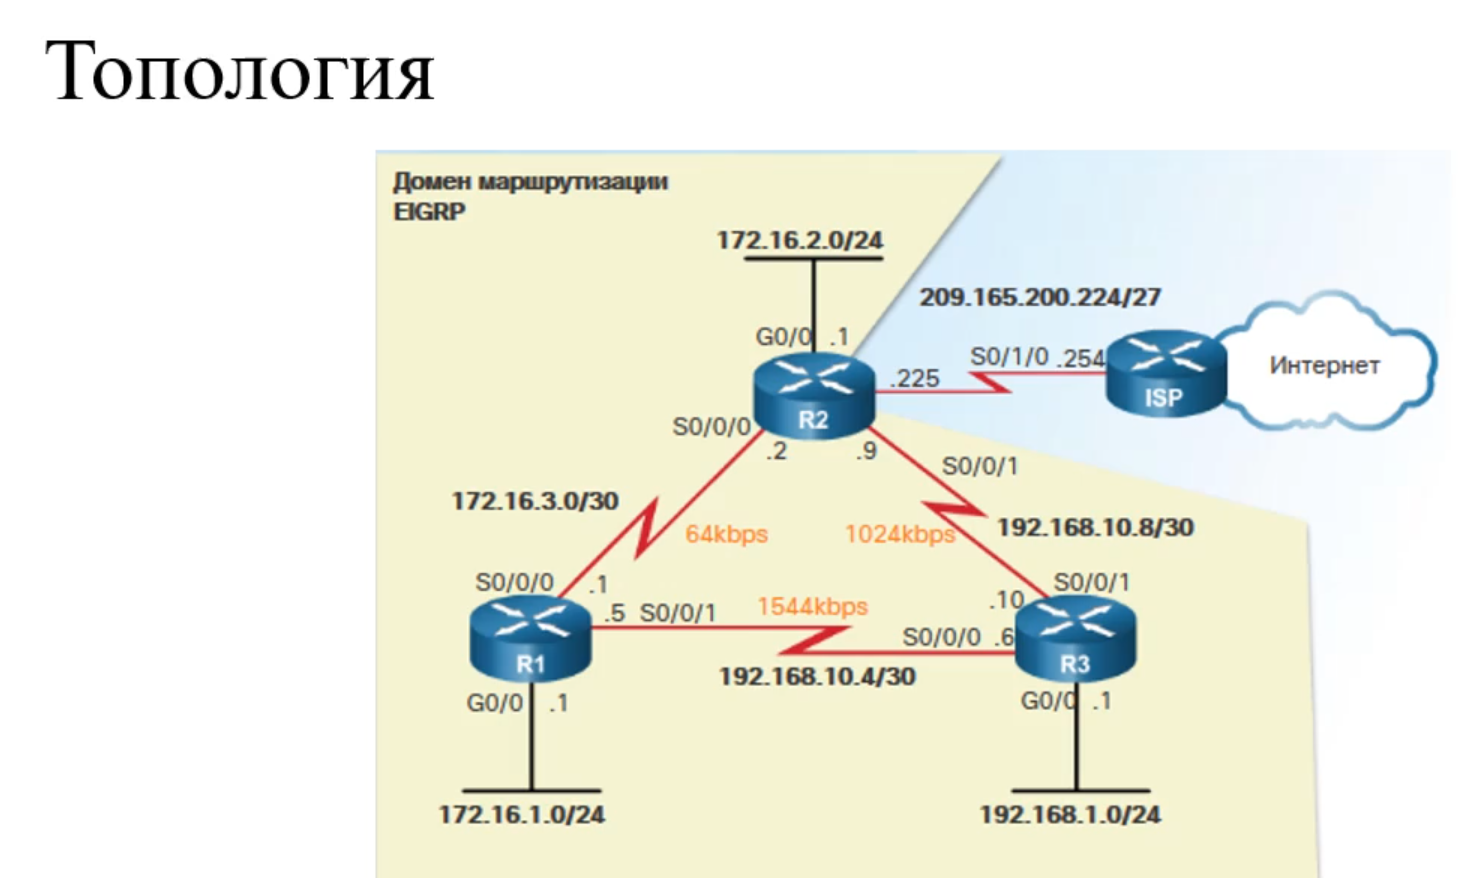 Топология
Домен маршрутизации
EIGRP
172.16.2.0/24
209.165.200.224/27
G0/0 .1
S0/1/0 .254
.225
Интернет
ISP
R2
S0/0/0
.2
.9
S0/0/1
172.16.3.0/30
64kbps
1024kbps
192.168.10.8/30
S0/0/0
.1
S0/0/1
.10
.5 S0/0/1
1544kbps
S0/0/0 .6
R1
R3
192.168.10.4/30
G0/0 .1
G0/0 .1
172.16.1.0/24
192.168.1.0/24